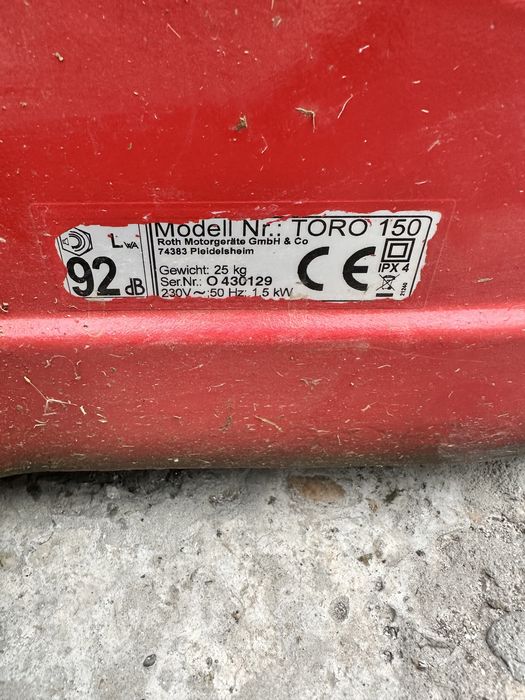 LWA
92 dB
Modell Nr.: TORO 150
Roth Motorgeräte GmbH & Co
74383 Pleidelsheim
Gewicht: 25 kg
Ser.Nr.: O 430129
230V ~ 50 Hz; 1,5 kW
CE
IPX 4